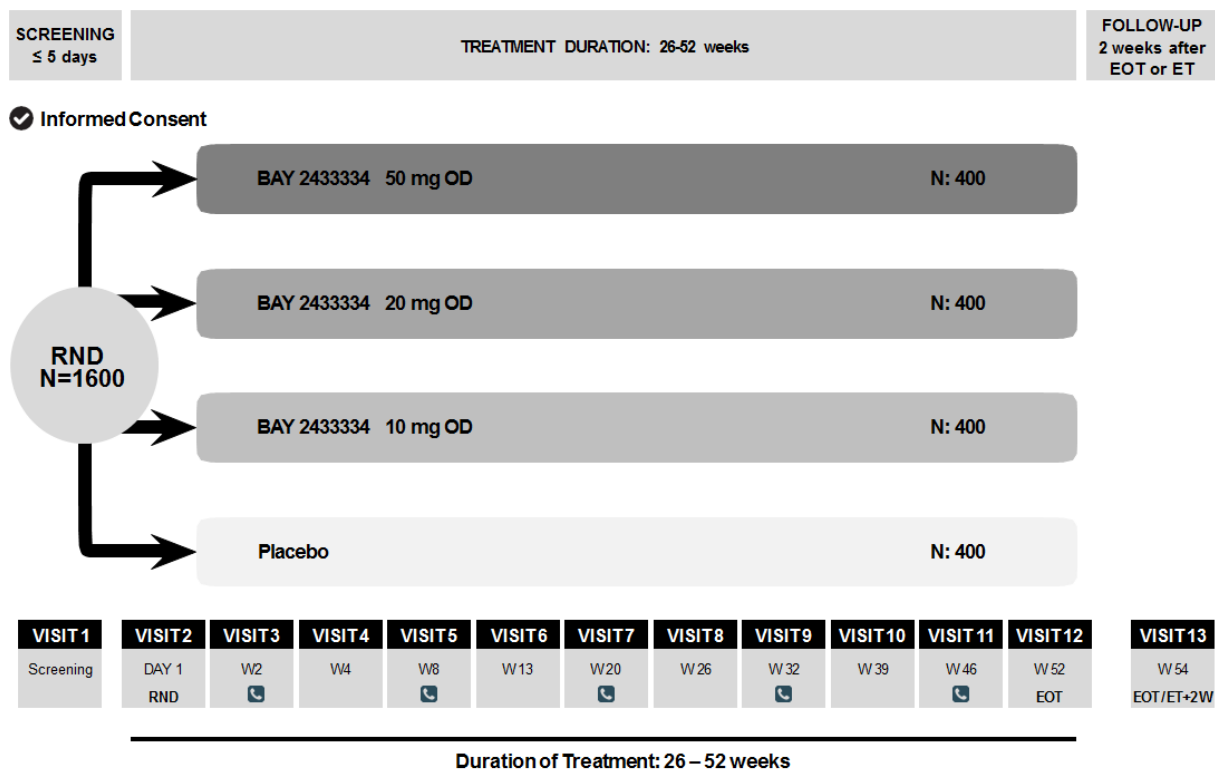 SCREENING
≤ 5 days
TREATMENT DURATION: 26-52 weeks
FOLLOW-UP
2 weeks after
EOT or ET
Informed Consent
BAY 2433334 50 mg OD N: 400
BAY 2433334 20 mg OD N: 400
RND
N=1600
BAY 2433334 10 mg OD N: 400
Placebo N: 400
VISIT1 VISIT2 VISIT3 VISIT4 VISIT5 VISIT6 VISIT7 VISIT8 VISIT9 VISIT10 VISIT11 VISIT12 VISIT13
Screening DAY 1 W2 W4 W8 W13 W20 W26 W32 W39 W46 W52 W54
RND EOT EOT/ET+2W
Duration of Treatment: 26 – 52 weeks